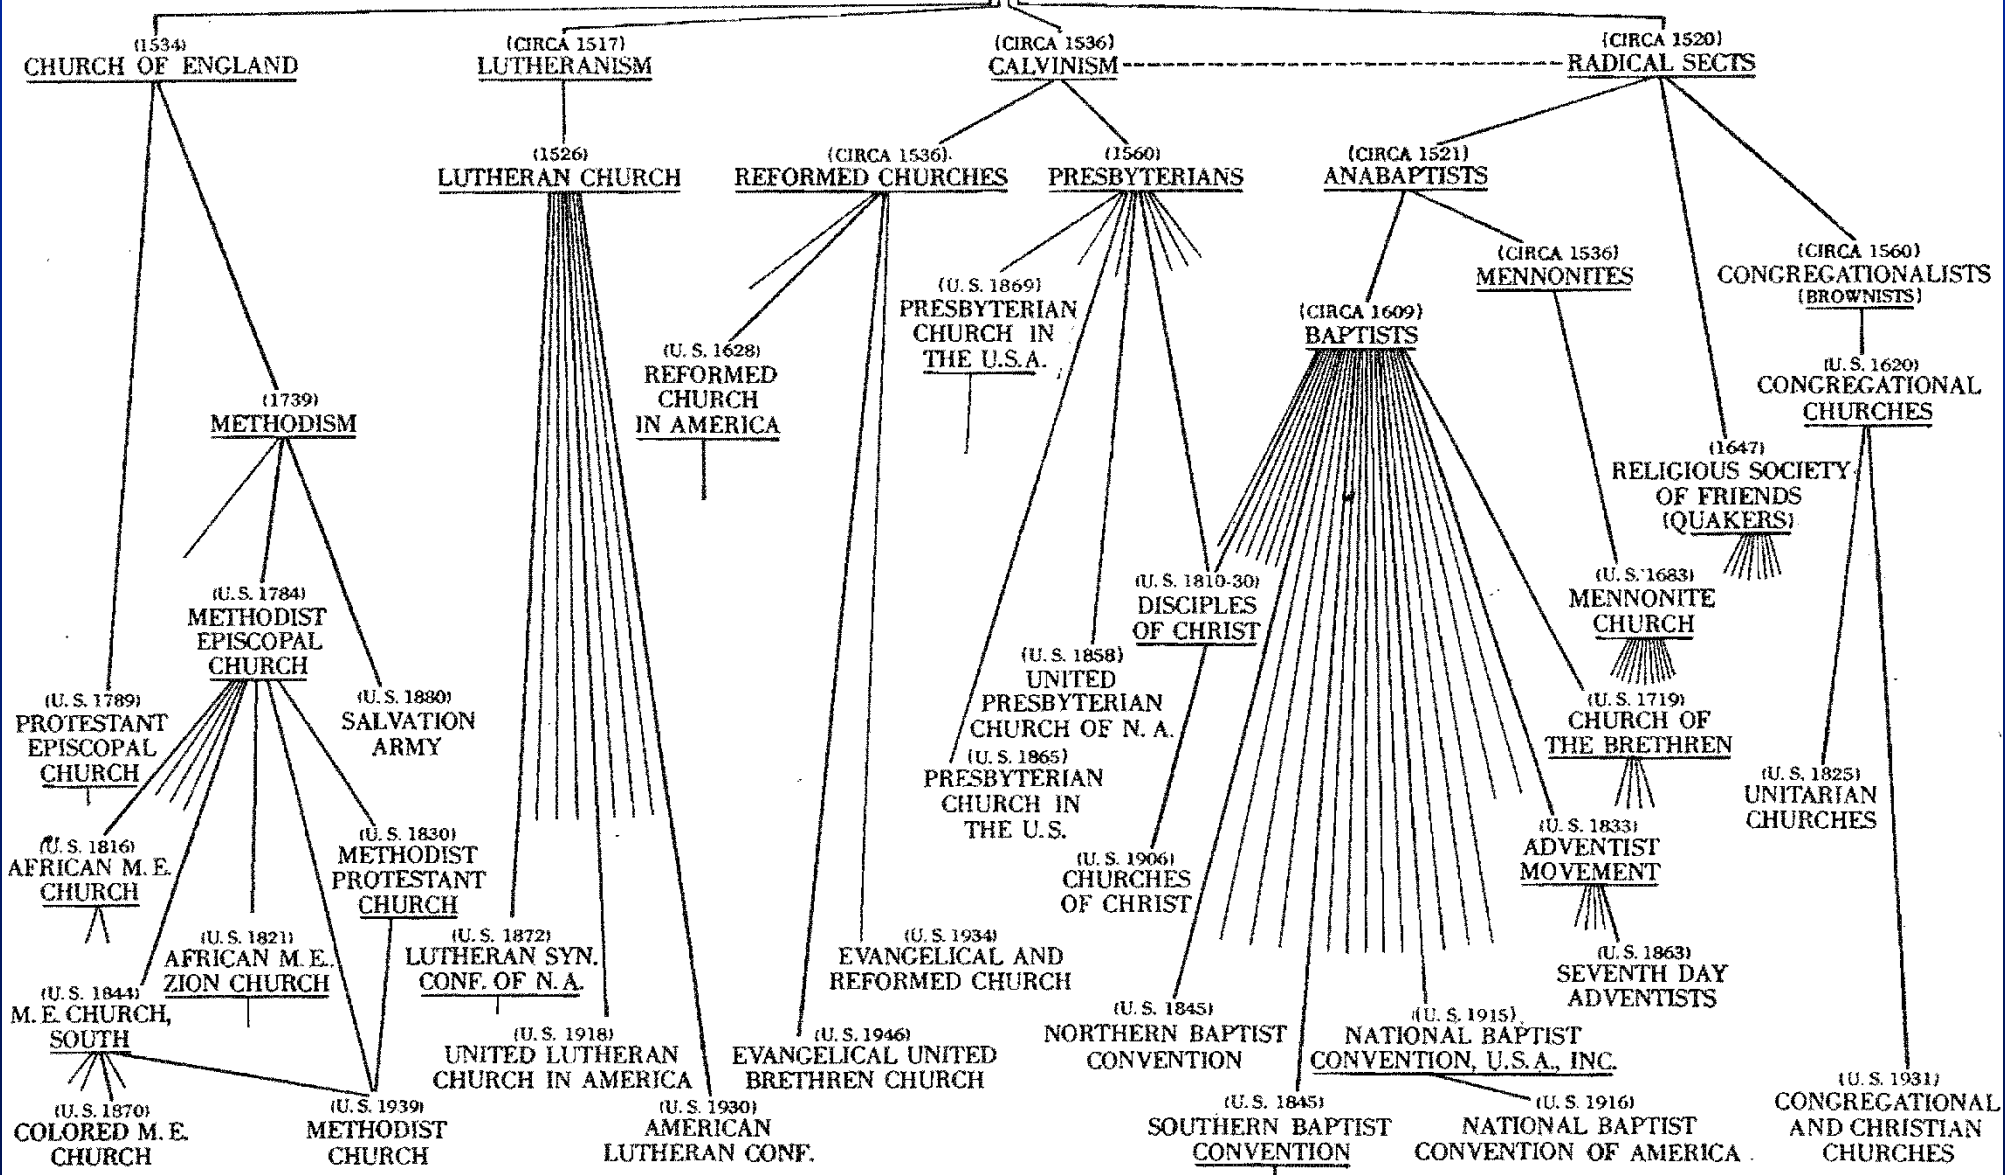 (1534)
CHURCH OF ENGLAND
(CIRCA 1517)
LUTHERANISM
(CIRCA 1536)
CALVINISM
(CIRCA 1520)
RADICAL SECTS
(1526)
LUTHERAN CHURCH
(CIRCA 1536)
REFORMED CHURCHES
(1560)
PRESBYTERIANS
(CIRCA 1521)
ANABAPTISTS
(CIRCA 1536)
MENNONITES
(CIRCA 1560)
CONGREGATIONALISTS
(BROWNISTS)
(U. S. 1869)
PRESBYTERIAN
CHURCH IN
THE U.S.A.
(CIRCA 1609)
BAPTISTS
(U. S. 1628)
REFORMED
CHURCH
IN AMERICA
(U. S. 1620)
CONGREGATIONAL
CHURCHES
(1739)
METHODISM
(1647)
RELIGIOUS SOCIETY
OF FRIENDS
(QUAKERS)
(U. S. 1784)
METHODIST
EPISCOPAL
CHURCH
(U. S. 1810-30)
DISCIPLES
OF CHRIST
(U. S. 1683)
MENNONITE
CHURCH
(U. S. 1789)
PROTESTANT
EPISCOPAL
CHURCH
(U. S. 1880)
SALVATION
ARMY
(U. S. 1858)
UNITED
PRESBYTERIAN
CHURCH OF N. A.
(U. S. 1719)
CHURCH OF
THE BRETHREN
(U. S. 1865)
PRESBYTERIAN
CHURCH IN
THE U. S.
(U. S. 1825)
UNITARIAN
CHURCHES
(U. S. 1816)
AFRICAN M. E.
CHURCH
(U. S. 1830)
METHODIST
PROTESTANT
CHURCH
(U. S. 1906)
CHURCHES
OF CHRIST
(U. S. 1833)
ADVENTIST
MOVEMENT
(U. S. 1821)
AFRICAN M. E.
ZION CHURCH
(U. S. 1872)
LUTHERAN SYN.
CONF. OF N. A.
(U. S. 1934)
EVANGELICAL AND
REFORMED CHURCH
(U. S. 1863)
SEVENTH DAY
ADVENTISTS
(U. S. 1844)
M. E. CHURCH,
SOUTH
(U. S. 1918)
UNITED LUTHERAN
CHURCH IN AMERICA
(U. S. 1946)
EVANGELICAL UNITED
BRETHREN CHURCH
(U. S. 1845)
NORTHERN BAPTIST
CONVENTION
(U. S. 1915)
NATIONAL BAPTIST
CONVENTION, U.S.A., INC.
(U. S. 1870)
COLORED M. E.
CHURCH
(U. S. 1939)
METHODIST
CHURCH
(U. S. 1930)
AMERICAN
LUTHERAN CONF.
(U. S. 1845)
SOUTHERN BAPTIST
CONVENTION
(U. S. 1916)
NATIONAL BAPTIST
CONVENTION OF AMERICA
(U. S. 1931)
CONGREGATIONAL
AND CHRISTIAN
CHURCHES